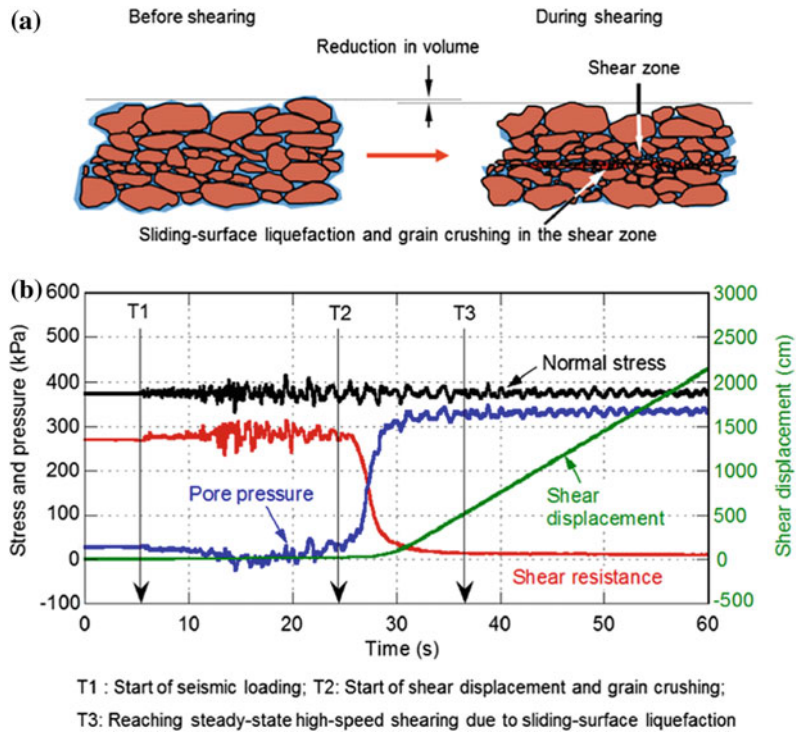 (a)
Before shearing
During shearing
Reduction in volume
Shear zone
Sliding-surface liquefaction and grain crushing in the shear zone
(b)
600
500
400
300
200
100
0
-100
Stress and pressure (kPa)
T1
T2
T3
Normal stress
Pore pressure
Shear
displacement
Shear resistance
3000
2500
2000
1500
1000
500
0
-500
Shear displacement (cm)
0
10
20
30
40
50
60
Time (s)
T1 : Start of seismic loading; T2: Start of shear displacement and grain crushing;
T3: Reaching steady-state high-speed shearing due to sliding-surface liquefaction